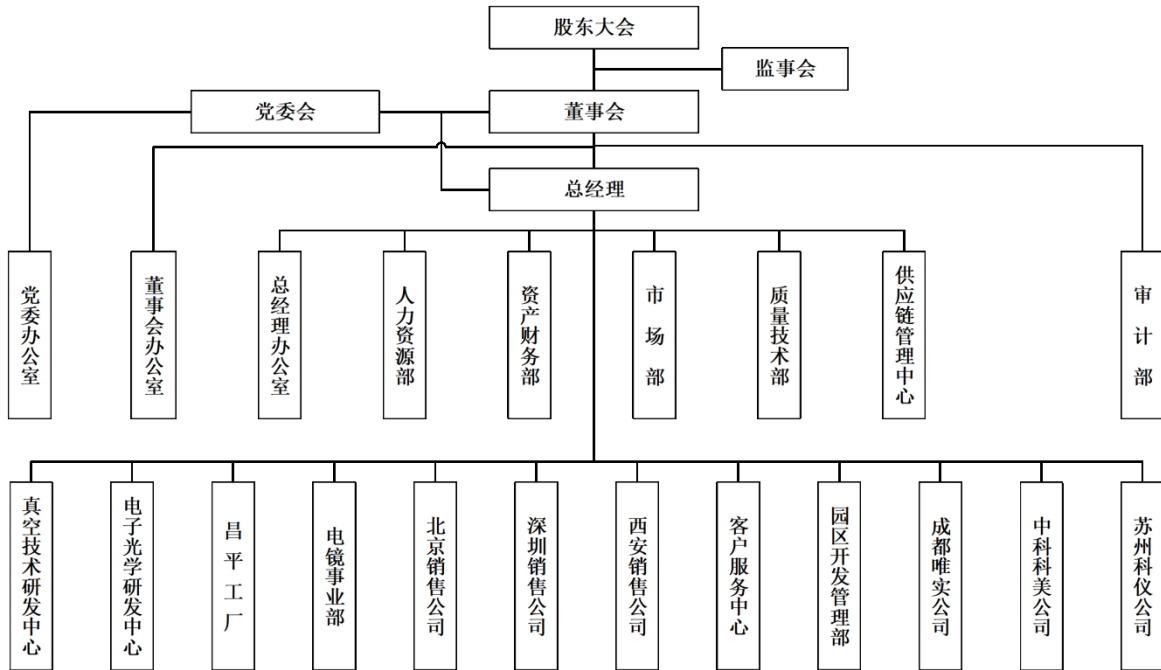 股东大会
监事会
党委会
董事会
总经理
党委办公室
董事会办公室
总经理办公室
人力资源部
资产财务部
市场部
质量技术部
供应链管理中心
审计部
真空技术研发中心
电子光学研发中心
昌平工厂
电镜事业部
北京销售公司
深圳销售公司
西安销售公司
客户服务中心
园区开发管理部
成都唯实公司
中科科美公司
苏州科仪公司